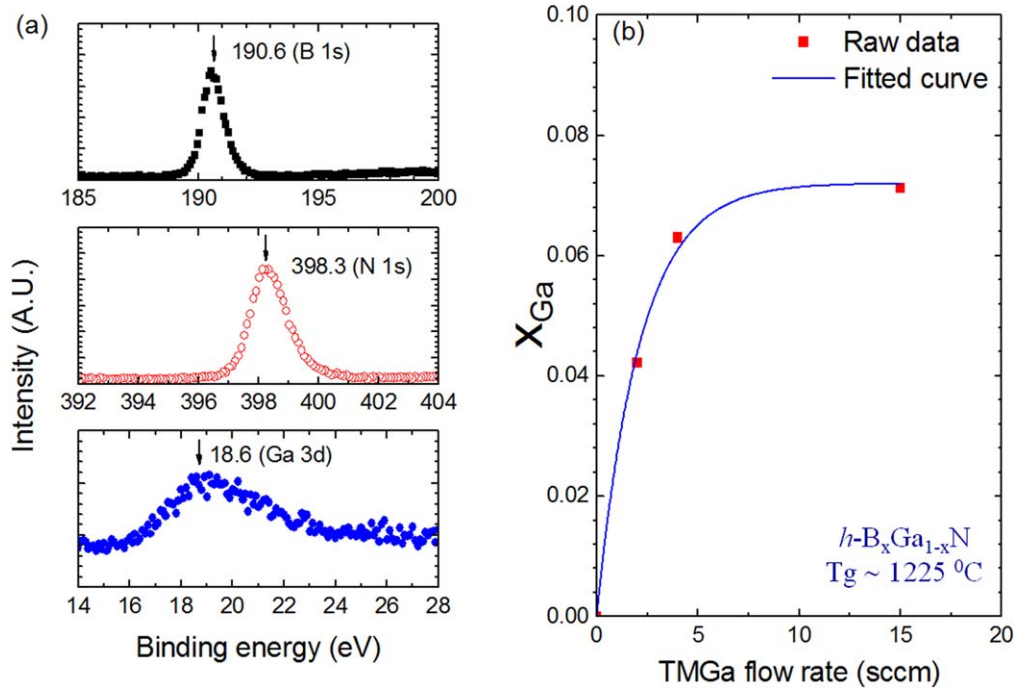 (a)
190.6 (B 1s)
185 190 195 200
398.3 (N 1s)
392 394 396 398 400 402 404
18.6 (Ga 3d)
14 16 18 20 22 24 26 28
Binding energy (eV)
Intensity (A.U.)
(b)
Raw data
Fitted curve
0.10
0.08
0.06
0.04
0.02
0.00
X_Ga
h-BₓGa₁₋ₓN
Tg ~ 1225 ⁰C
0 5 10 15 20
TMGa flow rate (sccm)